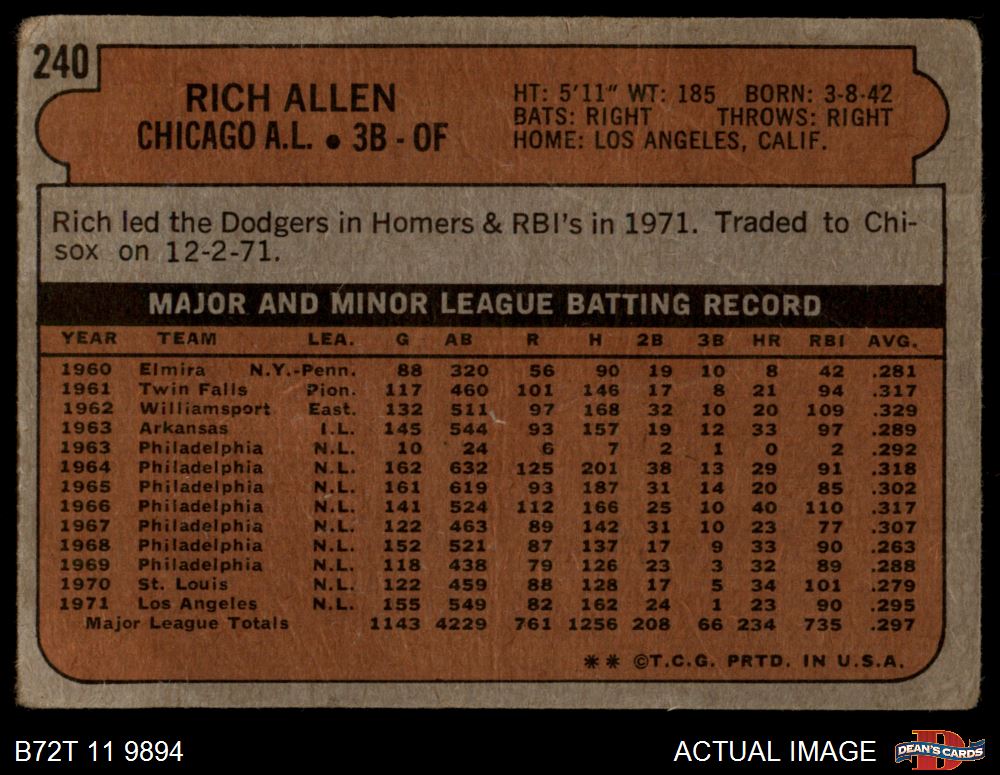 240
RICH ALLEN
CHICAGO A.L. • 3B - OF
HT: 5'11" WT: 185 BORN: 3-8-42
BATS: RIGHT THROWS: RIGHT
HOME: LOS ANGELES, CALIF.
Rich led the Dodgers in Homers & RBI's in 1971. Traded to Chi-
sox on 12-2-71.
MAJOR AND MINOR LEAGUE BATTING RECORD
YEAR TEAM LEA. G AB R H 2B 3B HR RBI AVG.
1960 Elmira N.Y.-Penn. 88 320 56 90 19 10 8 42 .281
1961 Twin Falls Pion. 117 460 101 146 17 8 21 94 .317
1962 Williamsport East. 132 511 97 168 32 10 20 109 .329
1963 Arkansas I.L. 145 544 93 157 19 12 33 97 .289
1963 Philadelphia N.L. 10 24 6 7 2 1 0 2 .292
1964 Philadelphia N.L. 162 632 125 201 38 13 29 91 .318
1965 Philadelphia N.L. 161 619 93 187 31 14 20 85 .302
1966 Philadelphia N.L. 141 524 112 166 25 10 40 110 .317
1967 Philadelphia N.L. 122 463 89 142 31 10 23 77 .307
1968 Philadelphia N.L. 152 521 87 137 17 9 33 90 .263
1969 Philadelphia N.L. 118 438 79 126 23 3 32 89 .288
1970 St. Louis N.L. 122 459 88 128 17 5 34 101 .279
1971 Los Angeles N.L. 155 549 82 162 24 1 23 90 .295
Major League Totals 1143 4229 761 1256 208 66 234 735 .297
** ©T.C.G. PRTD. IN U.S.A.
B72T 11 9894
ACTUAL IMAGE
DEAN'S CARDS